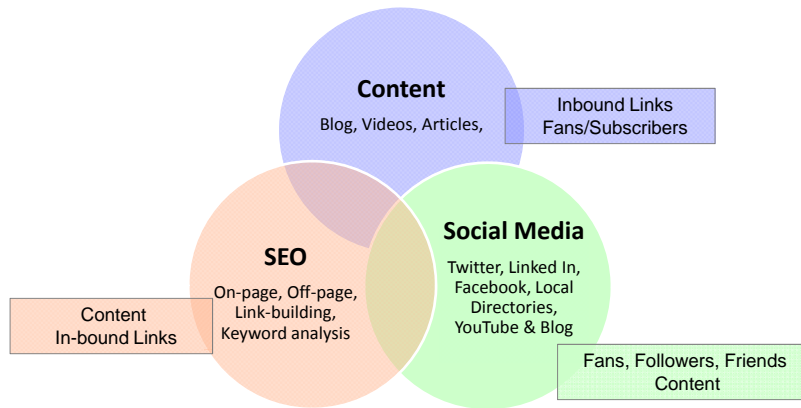 Content
Blog, Videos, Articles,
Inbound Links
Fans/Subscribers
SEO
On-page, Off-page,
Link-building,
Keyword analysis
Content
In-bound Links
Social Media
Twitter, Linked In,
Facebook, Local
Directories,
YouTube & Blog
Fans, Followers, Friends
Content